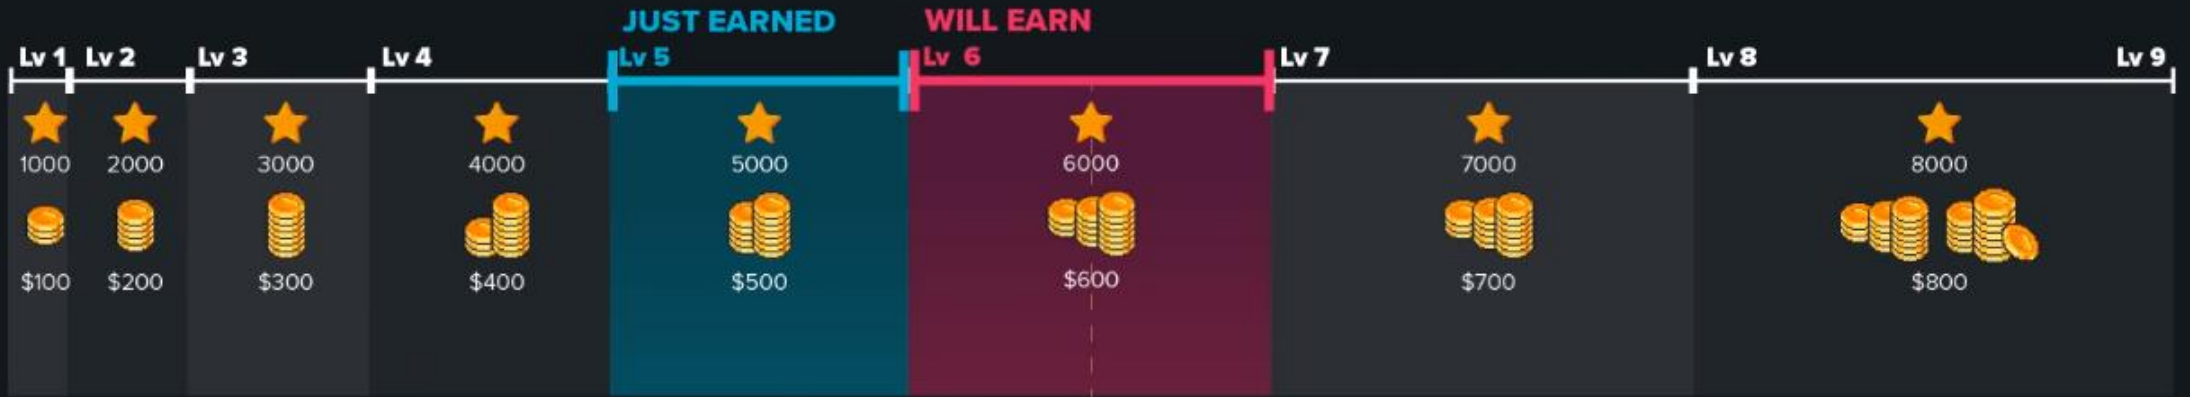 JUST EARNED WILL EARN
Lv 1 Lv 2 Lv 3 Lv 4 Lv 5 Lv 6 Lv 7 Lv 8 Lv 9
1000 2000 3000 4000 5000 6000 7000 8000
$100 $200 $300 $400 $500 $600 $700 $800